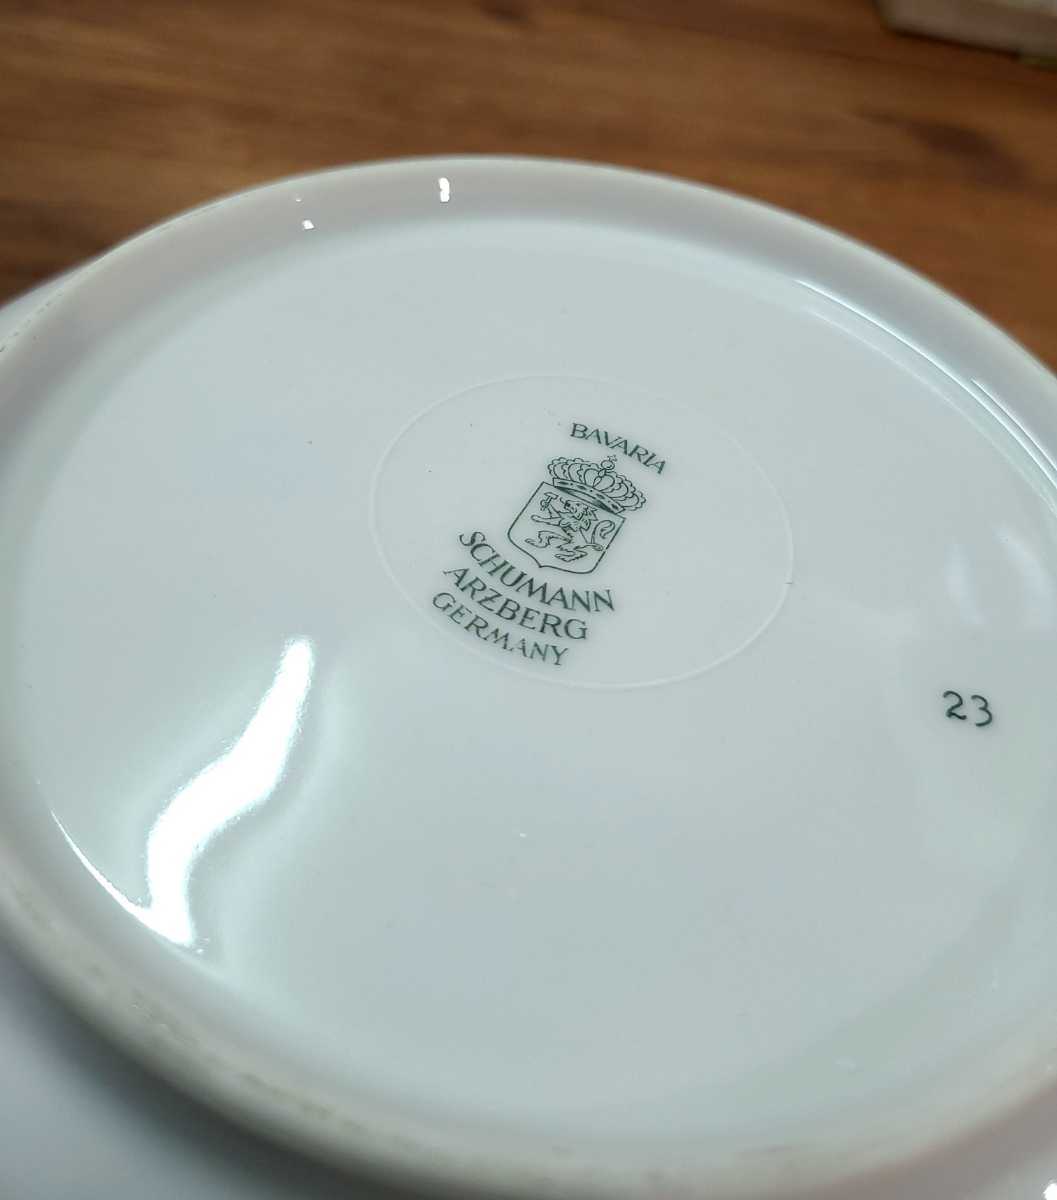 BAVARIA
SCHUMANN
ARZBERG
GERMANY
23